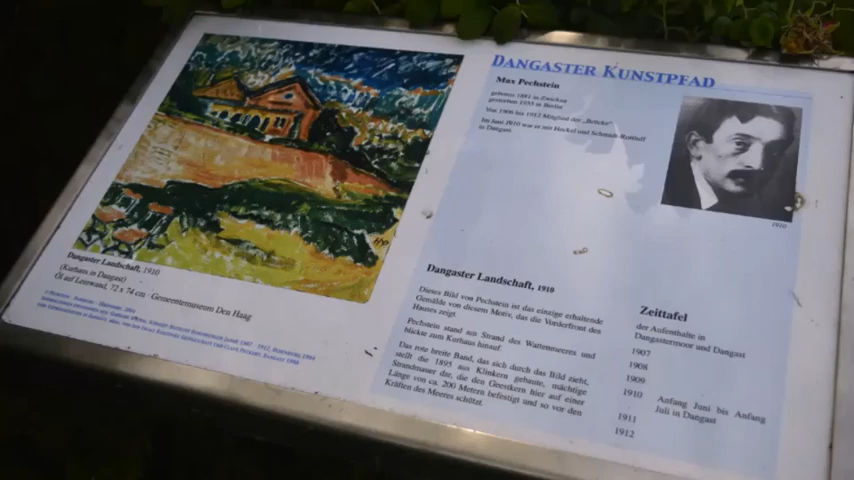 DANGASTER KUNSTPFAD
Max Pechstein
geboren 1881 in Zwickau
gestorben 1955 in Berlin
Von 1906 bis 1912 Mitglied der „Brücke“
Im Juni 1910 war er mit Heckel und Schmidt-Rottluff
in Dangast.
1910
Dangaster Landschaft, 1910
(Kurhaus in Dangast)
Öl auf Leinwand, 72 x 74 cm · Gemeentemuseum Den Haag
Dangaster Landschaft, 1910
Dieses Bild von Pechstein ist das einzige erhaltende
Gemälde von diesem Motiv, das die Vorderfront des
Hauses zeigt.
Pechstein stand am Strand des Wattenmeeres und
blickte zum Kurhaus hinauf.
Das rote breite Band, das sich durch das Bild zieht,
stellt die 1895 aus Klinkern gebaute, mächtige
Strandmauer dar, die den Geestkern hier auf einer
Länge von ca. 200 Metern befestigt und so vor den
Kräften des Meeres schützt.
Zeittafel
der Aufenthalte in
Dangastermoor und Dangast
1907
1908
1909
1910 Anfang Juni bis Anfang
Juli in Dangast
1911
1912